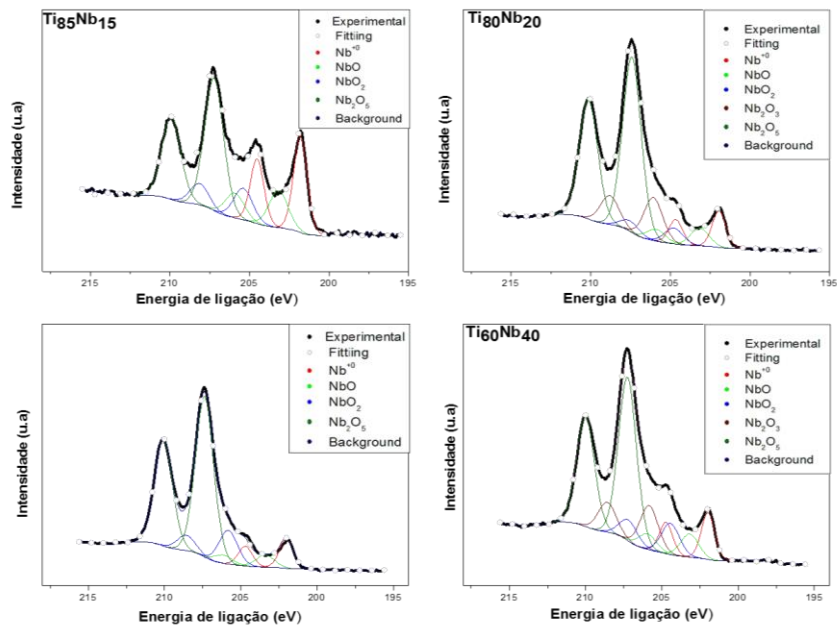 Ti85Nb15
Experimental
Fittiing
Nb⁺⁰
NbO
NbO₂
Nb₂O₅
Background
Intensidade (u.a)
215 210 205 200 195
Energia de ligação (eV)
Ti80Nb20
Experimental
Fitting
Nb⁺⁰
NbO
NbO₂
Nb₂O₃
Nb₂O₅
Background
Intensidade (u.a)
215 210 205 200 195
Energia de ligação (eV)
Experimental
Fittiing
Nb⁺⁰
NbO
NbO₂
Nb₂O₅
Background
Intensidade (u.a)
215 210 205 200 195
Energia de ligação (eV)
Ti60Nb40
Experimental
Fitting
Nb⁺⁰
NbO
NbO₂
Nb₂O₃
Nb₂O₅
Background
Intensidade (u.a)
215 210 205 200 195
Energia de ligação (eV)